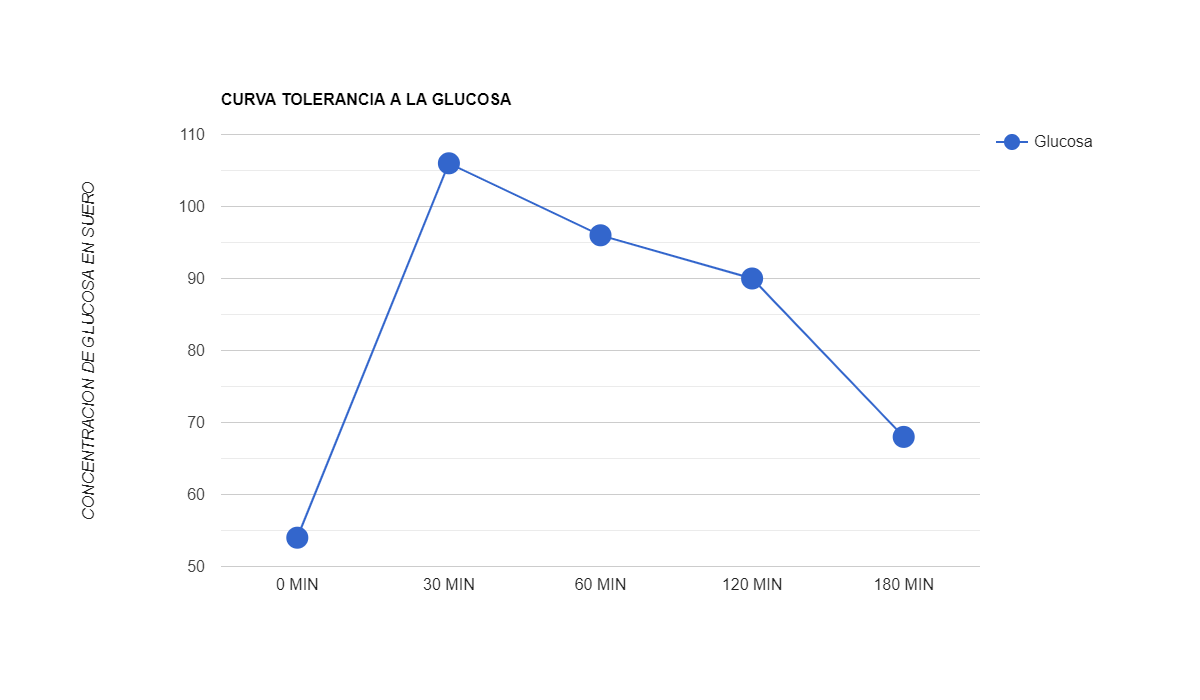 CURVA TOLERANCIA A LA GLUCOSA
Glucosa
CONCENTRACION DE GLUCOSA EN SUERO
110
100
90
80
70
60
50
0 MIN
30 MIN
60 MIN
120 MIN
180 MIN